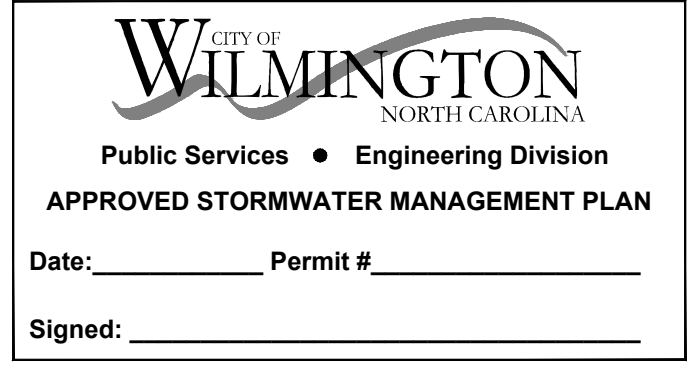 CITY OF
WILMINGTON
NORTH CAROLINA
Public Services ● Engineering Division
APPROVED STORMWATER MANAGEMENT PLAN
Date:____________ Permit #___________________
Signed: ____________________________________